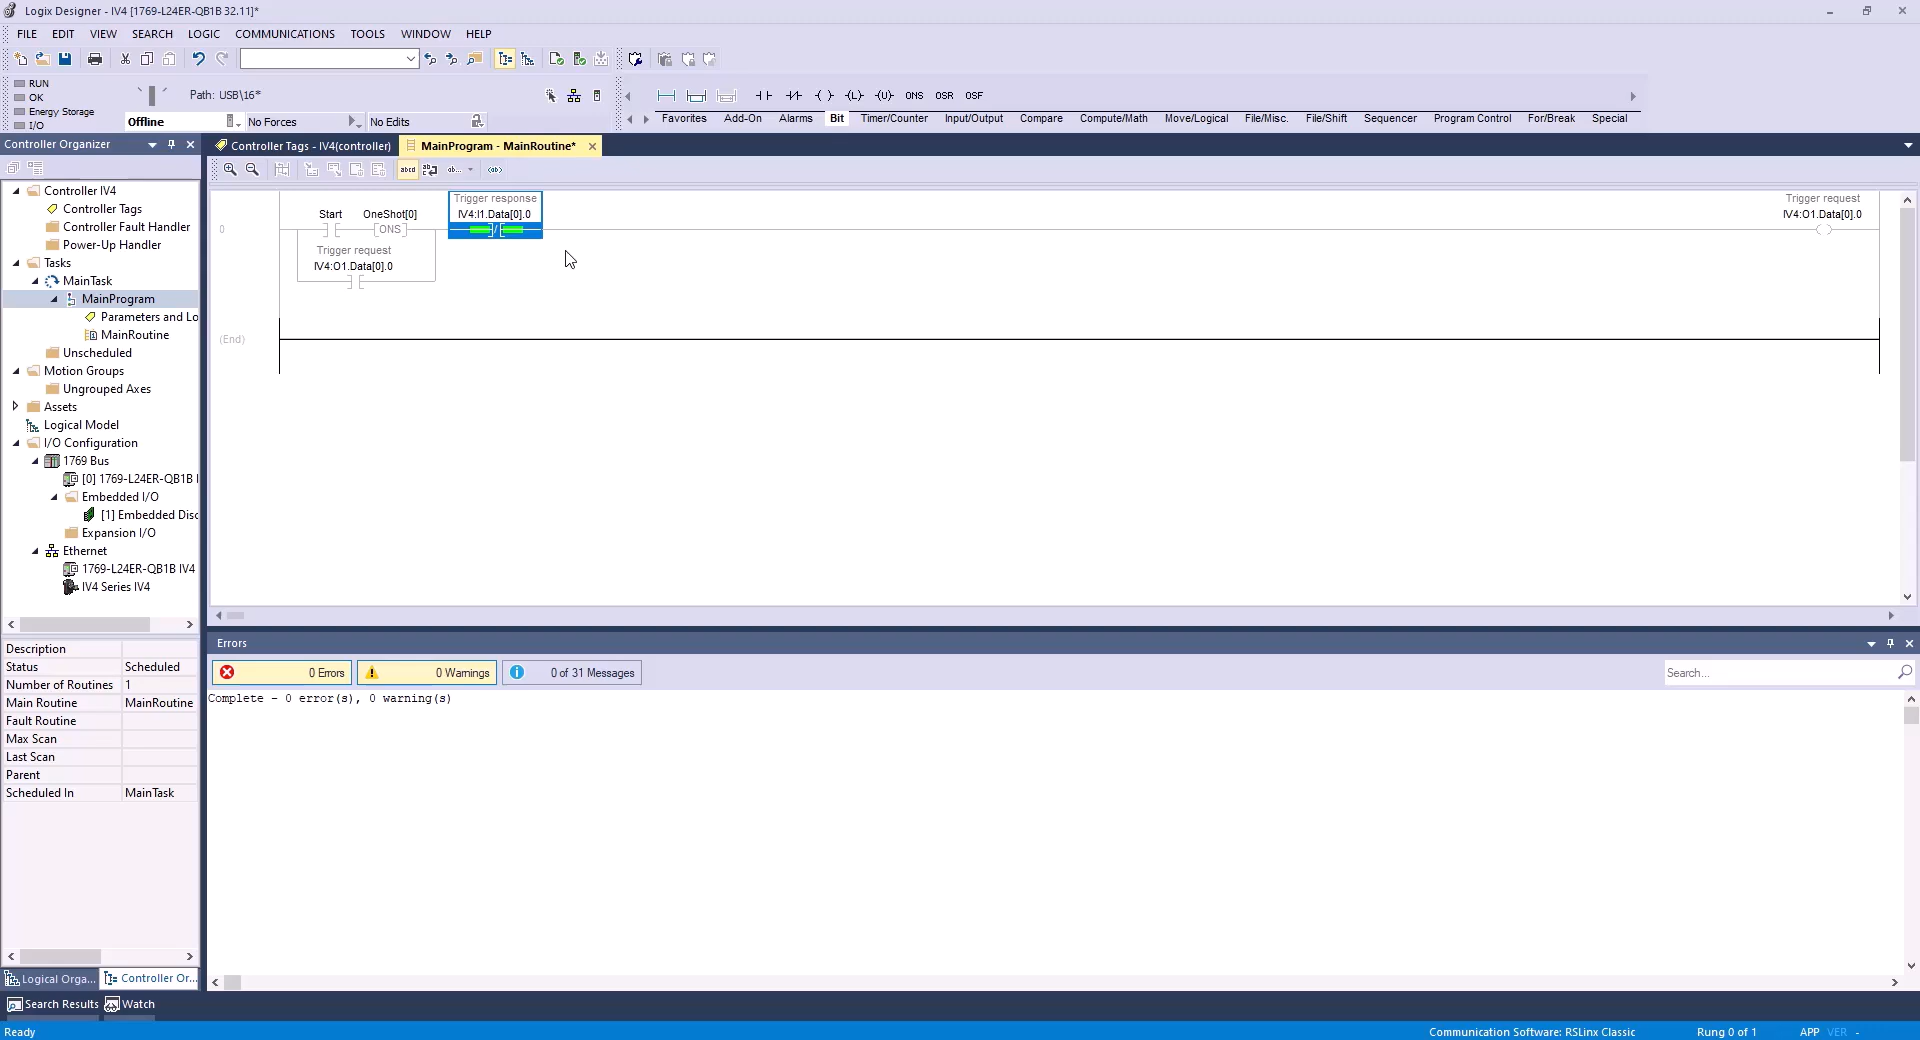 Logix Designer - IV4 [1769-L24ER-QB1B 32.11]*
FILE EDIT VIEW SEARCH LOGIC COMMUNICATIONS TOOLS WINDOW HELP
RUN
OK
Energy Storage
I/O
Path: USB\16*
Offline
No Forces
No Edits
ONS OSR OSF
Favorites Add-On Alarms Bit Timer/Counter Input/Output Compare Compute/Math Move/Logical File/Misc. File/Shift Sequencer Program Control For/Break Special
Controller Organizer
Controller Tags - IV4(controller)
MainProgram - MainRoutine*
abcd
ab...
Controller IV4
Controller Tags
Controller Fault Handler
Power-Up Handler
Tasks
MainTask
MainProgram
Parameters and Lo
MainRoutine
Unscheduled
Motion Groups
Ungrouped Axes
Assets
Logical Model
I/O Configuration
1769 Bus
[0] 1769-L24ER-QB1B I
Embedded I/O
[1] Embedded Disc
Expansion I/O
Ethernet
1769-L24ER-QB1B IV4
IV4 Series IV4
Trigger response
Start OneShot[0] IV4:I1.Data[0].0
0
ONS
Trigger request
IV4:O1.Data[0].0
Trigger request
IV4:O1.Data[0].0
(End)
Description
Status Scheduled
Number of Routines 1
Main Routine MainRoutine
Fault Routine
Max Scan
Last Scan
Parent
Scheduled In MainTask
Errors
0 Errors
0 Warnings
0 of 31 Messages
Search...
Complete - 0 error(s), 0 warning(s)
Logical Orga...
Controller Or...
Search Results
Watch
Ready
Communication Software: RSLinx Classic
Rung 0 of 1
APP VER -